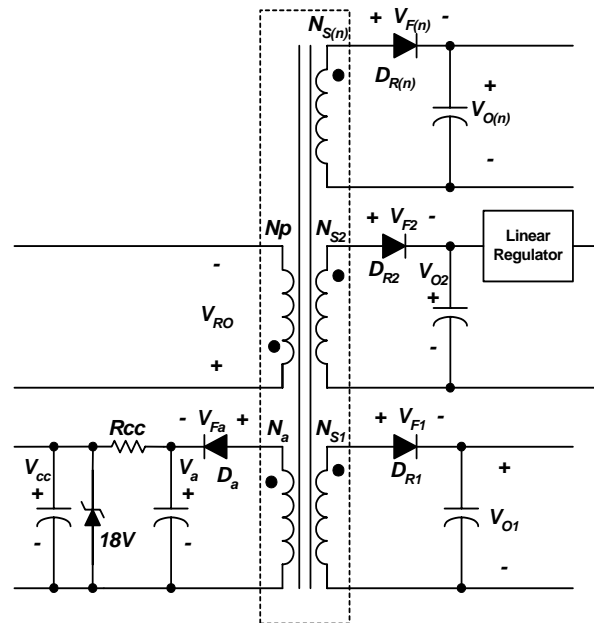 N_S(n)
+ V_F(n) -
D_R(n)
+
V_O(n)
-
Np
N_S2
+ V_F2 -
D_R2
V_O2
+
-
Linear
Regulator
-
V_RO
+
Rcc
- V_Fa +
D_a
N_a
N_S1
+ V_F1 -
D_R1
V_cc
+
-
18V
V_a
+
-
+
V_O1
-